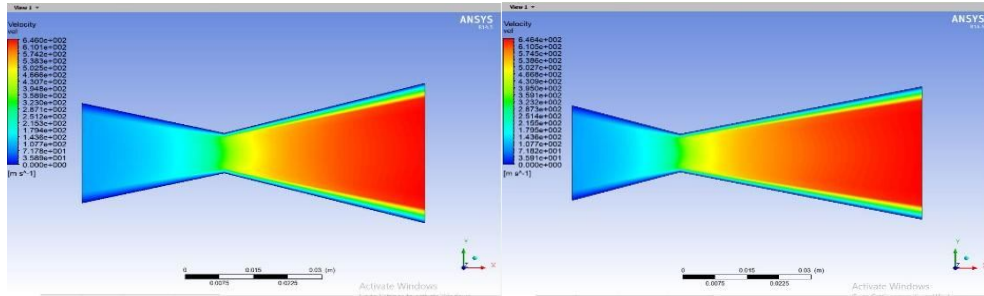 View 1
ANSYS
R14.5
Velocity
vel
6.460e+002
6.101e+002
5.742e+002
5.383e+002
5.025e+002
4.666e+002
4.307e+002
3.948e+002
3.589e+002
3.230e+002
2.871e+002
2.512e+002
2.153e+002
1.794e+002
1.436e+002
1.077e+002
7.178e+001
3.589e+001
0.000e+000
[m s^-1]
Y
X
Z
0 0.015 0.03 (m)
0.0075 0.0225
Activate Windows
View 1
ANSYS
R14.5
Velocity
vel
6.464e+002
6.105e+002
5.745e+002
5.386e+002
5.027e+002
4.668e+002
4.309e+002
3.950e+002
3.591e+002
3.232e+002
2.873e+002
2.514e+002
2.155e+002
1.795e+002
1.436e+002
1.077e+002
7.182e+001
3.591e+001
0.000e+000
[m s^-1]
Y
X
Z
0 0.015 0.03 (m)
0.0075 0.0225
Activate Windows